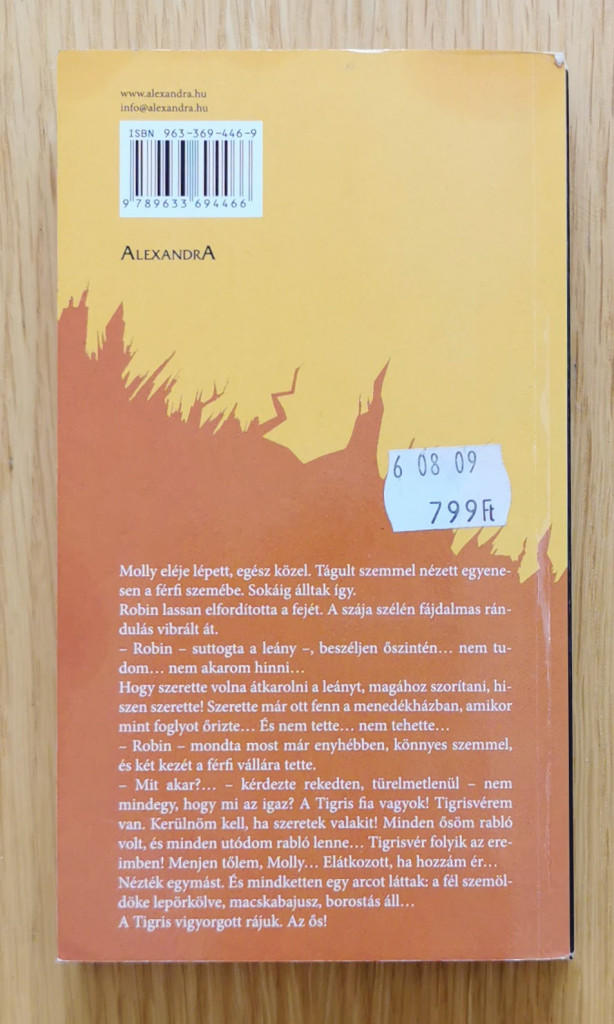 www.alexandra.hu
info@alexandra.hu
ISBN 963-369-446-9
9 789633 694466
ALEXANDRA
6 08 09
799Ft
Molly eléje lépett, egész közel. Tágult szemmel nézett egyene-
sen a férfi szemébe. Sokáig álltak így.
Robin lassan elfordította a fejét. A szája szélén fájdalmas rán-
dulás vibrált át.
– Robin – suttogta a leány –, beszéljen őszintén… nem tu-
dom… nem akarom hinni…
Hogy szerette volna átkarolni a leányt, magához szorítani, hi-
szen szerette! Szerette már ott fenn a menedékházban, amikor
mint foglyot őrizte… És nem tette… nem tehette…
– Robin – mondta most már enyhébben, könnyes szemmel,
és két kezét a férfi vállára tette.
– Mit akar?… – kérdezte rekedten, türelmetlenül – nem
mindegy, hogy mi az igaz? A Tigris fia vagyok! Tigrisvérem
van. Kerülnöm kell, ha szeretek valakit! Minden ősöm rabló
volt, és minden utódom rabló lenne… Tigrisvér folyik az ere-
imben! Menjen tőlem, Molly… Elátkozott, ha hozzám ér…
Nézték egymást. És mindketten egy arcot láttak: a fél szemöl-
döke lepörkölve, macskabajusz, borostás áll…
A Tigris vigyorgott rájuk. Az ős!